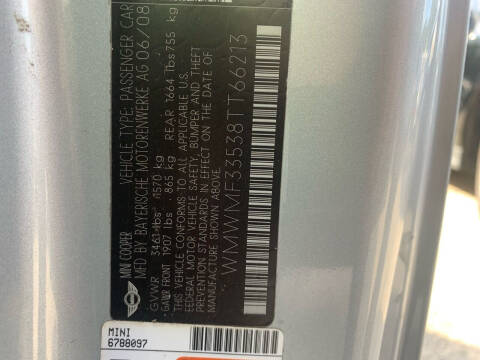 MINI COOPER VEHICLE TYPE: PASSENGER CAR
MFD BY BAYERISCHE MOTORENWERKE AG 06/08
GVWR 3461 lbs 1570 kg
GAWR FRONT 1907 lbs 865 kg REAR 1664 lbs 755 kg
THIS VEHICLE CONFORMS TO ALL APPLICABLE U.S.
FEDERAL MOTOR VEHICLE SAFETY, BUMPER AND THEFT
PREVENTION STANDARDS IN EFFECT ON THE DATE OF
MANUFACTURE SHOWN ABOVE.
WMWMF33538TT66213
MINI
6788097